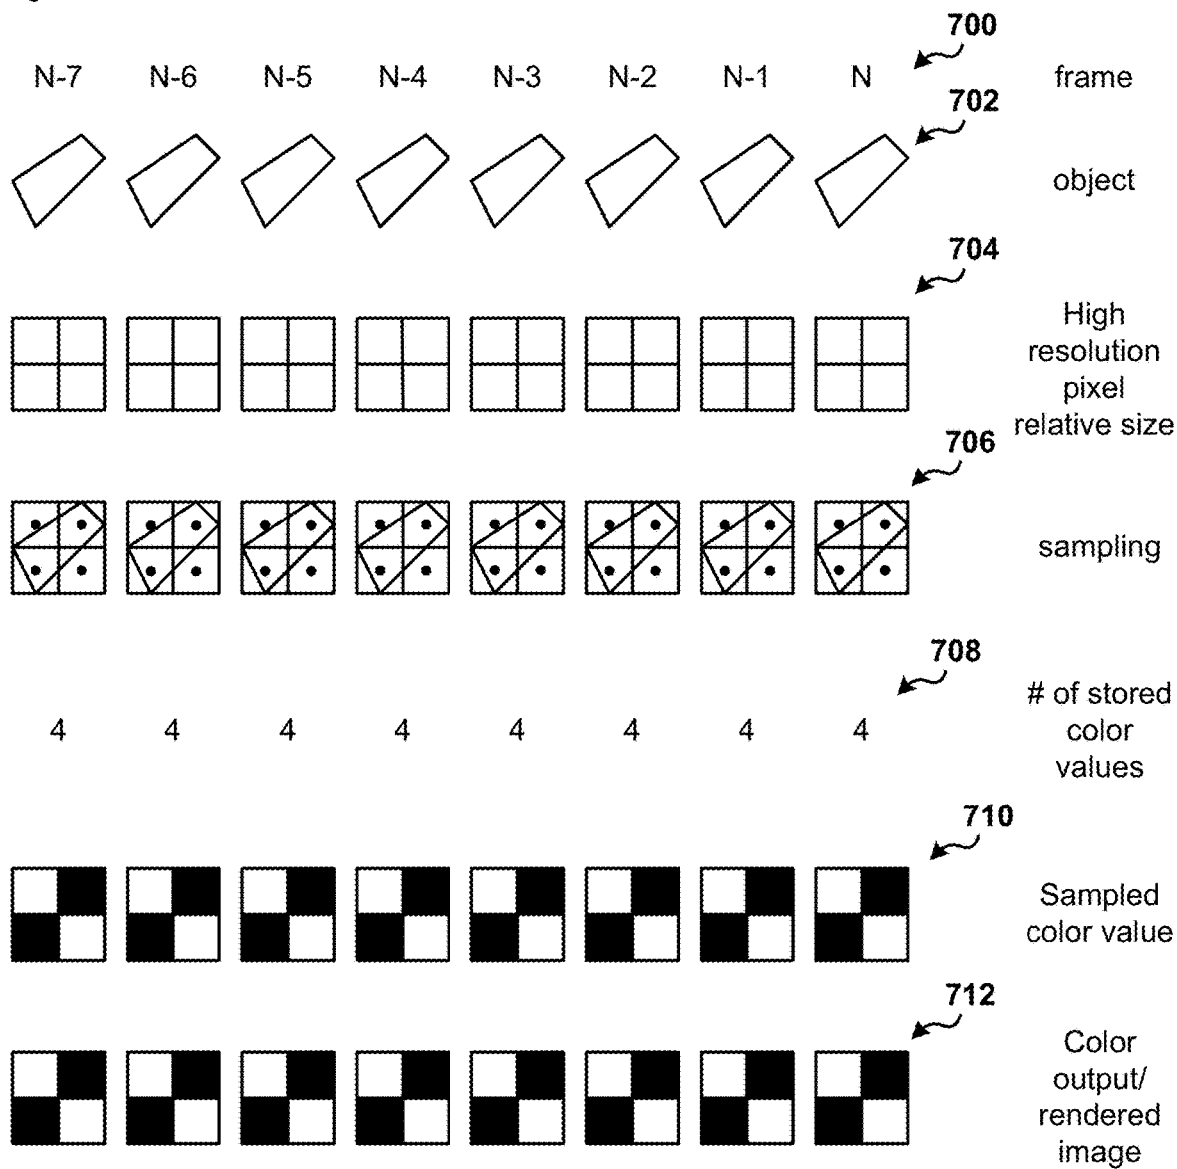 700
N-7 N-6 N-5 N-4 N-3 N-2 N-1 N frame
702
object
704
High
resolution
pixel
relative size
706
sampling
708
# of stored
4 4 4 4 4 4 4 4 color
values
710
Sampled
color value
712
Color
output/
rendered
image